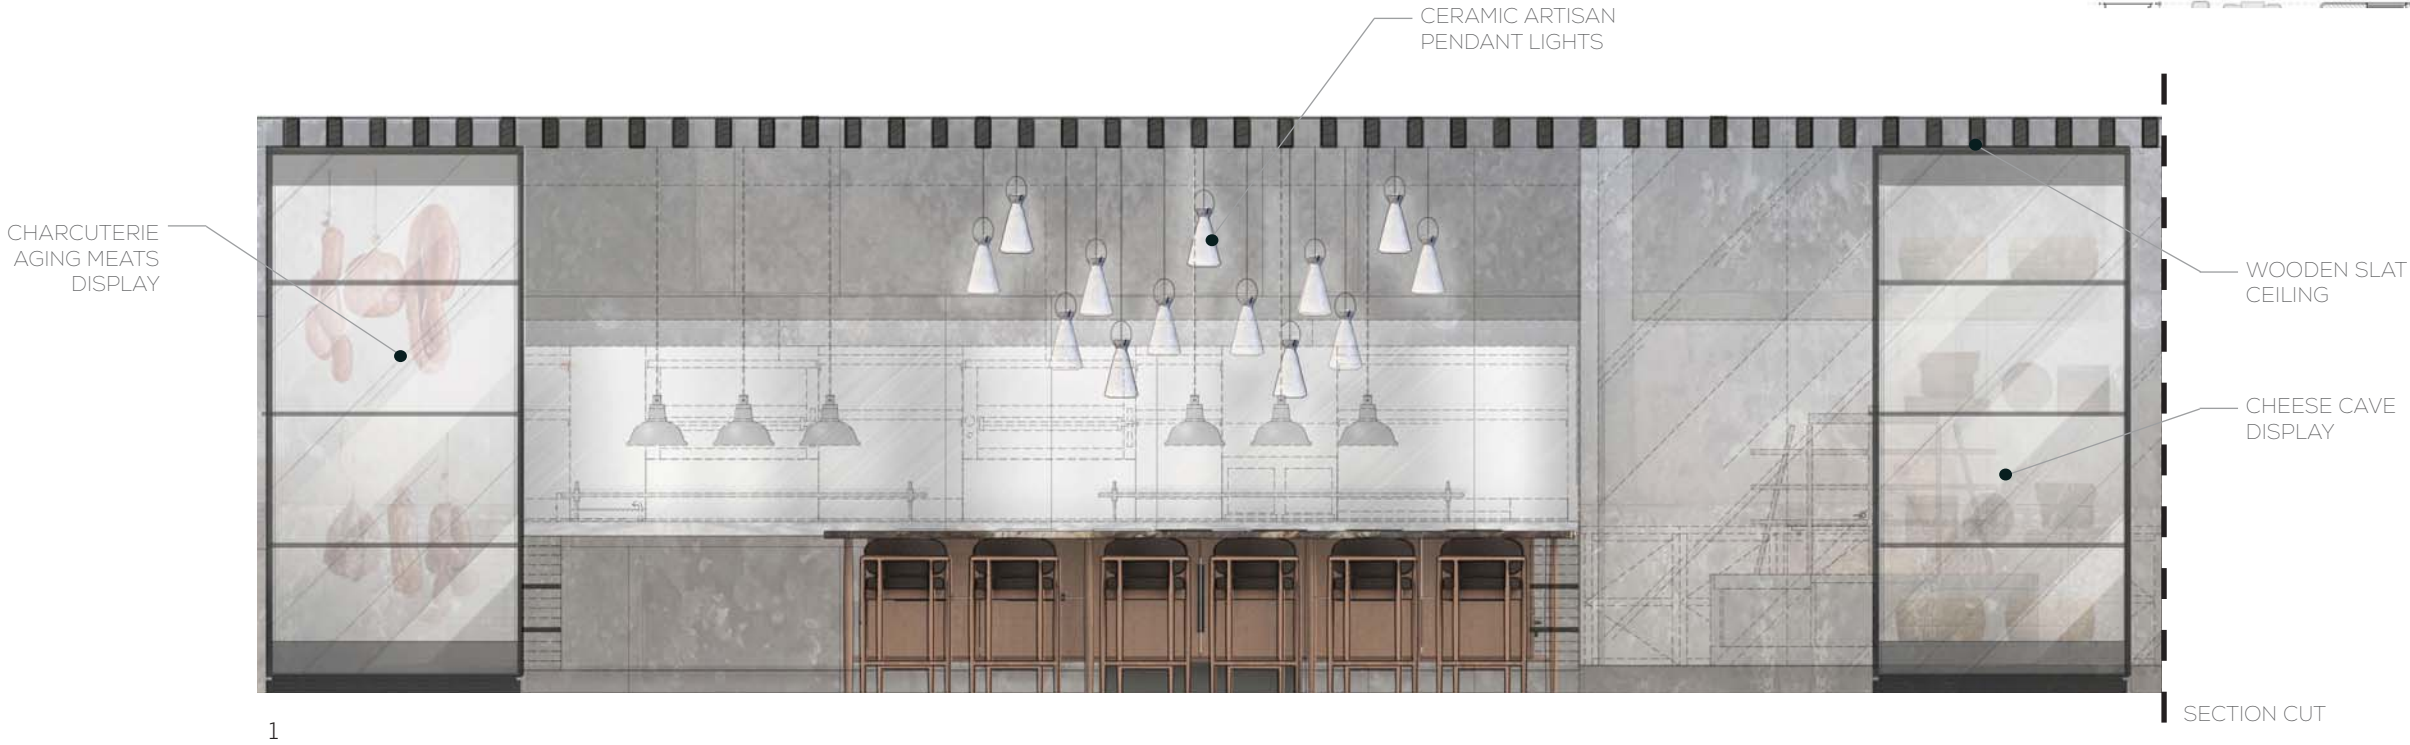 CERAMIC ARTISAN
PENDANT LIGHTS
CHARCUTERIE
AGING MEATS
DISPLAY
WOODEN SLAT
CEILING
CHEESE CAVE
DISPLAY
SECTION CUT
1